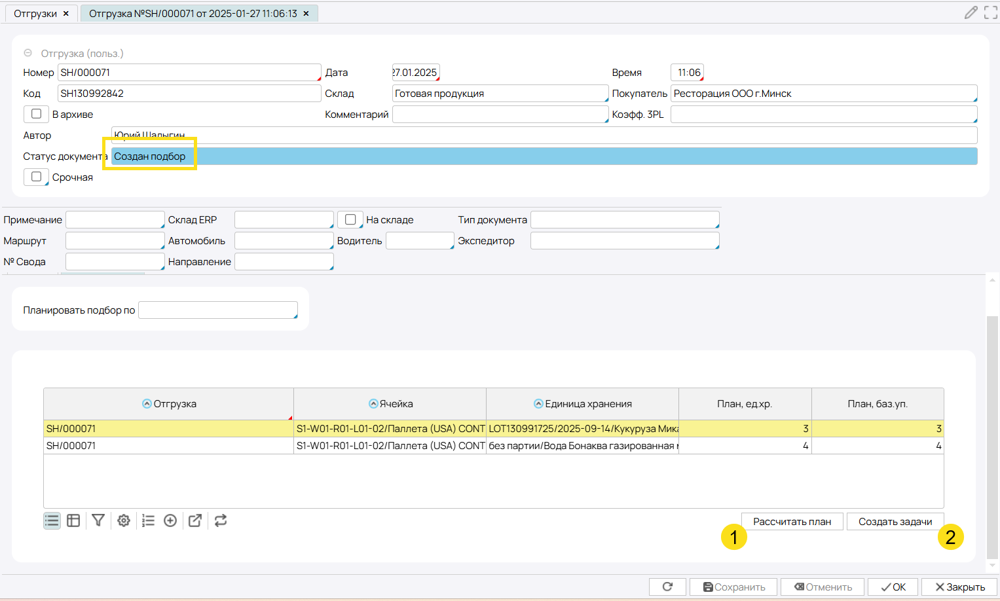 Отгрузки ×
Отгрузка №SH/000071 от 2025-01-27 11:06:13 ×
Отгрузка (польз.)
Номер SH/000071 Дата 27.01.2025 Время 11:06
Код SH130992842 Склад Готовая продукция Покупатель Ресторация ООО г.Минск
В архиве Комментарий Коэфф. 3PL
Автор Юрий Шалыгин
Статус документа Создан подбор
Срочная
Примечание Склад ERP На складе Тип документа
Маршрут Автомобиль Водитель Экспедитор
№ Свода Направление
Планировать подбор по
Отгрузка Ячейка Единица хранения План, ед.хр. План, баз.уп.
SH/000071 S1-W01-R01-L01-02/Паллета (USA) CONT LOT130991725/2025-09-14/Кукуруза Мика 3 3
SH/000071 S1-W01-R01-L01-02/Паллета (USA) CONT без партии/Вода Бонаква газированная 4 4
Рассчитать план Создать задачи
1 2
Сохранить Отменить OK Закрыть